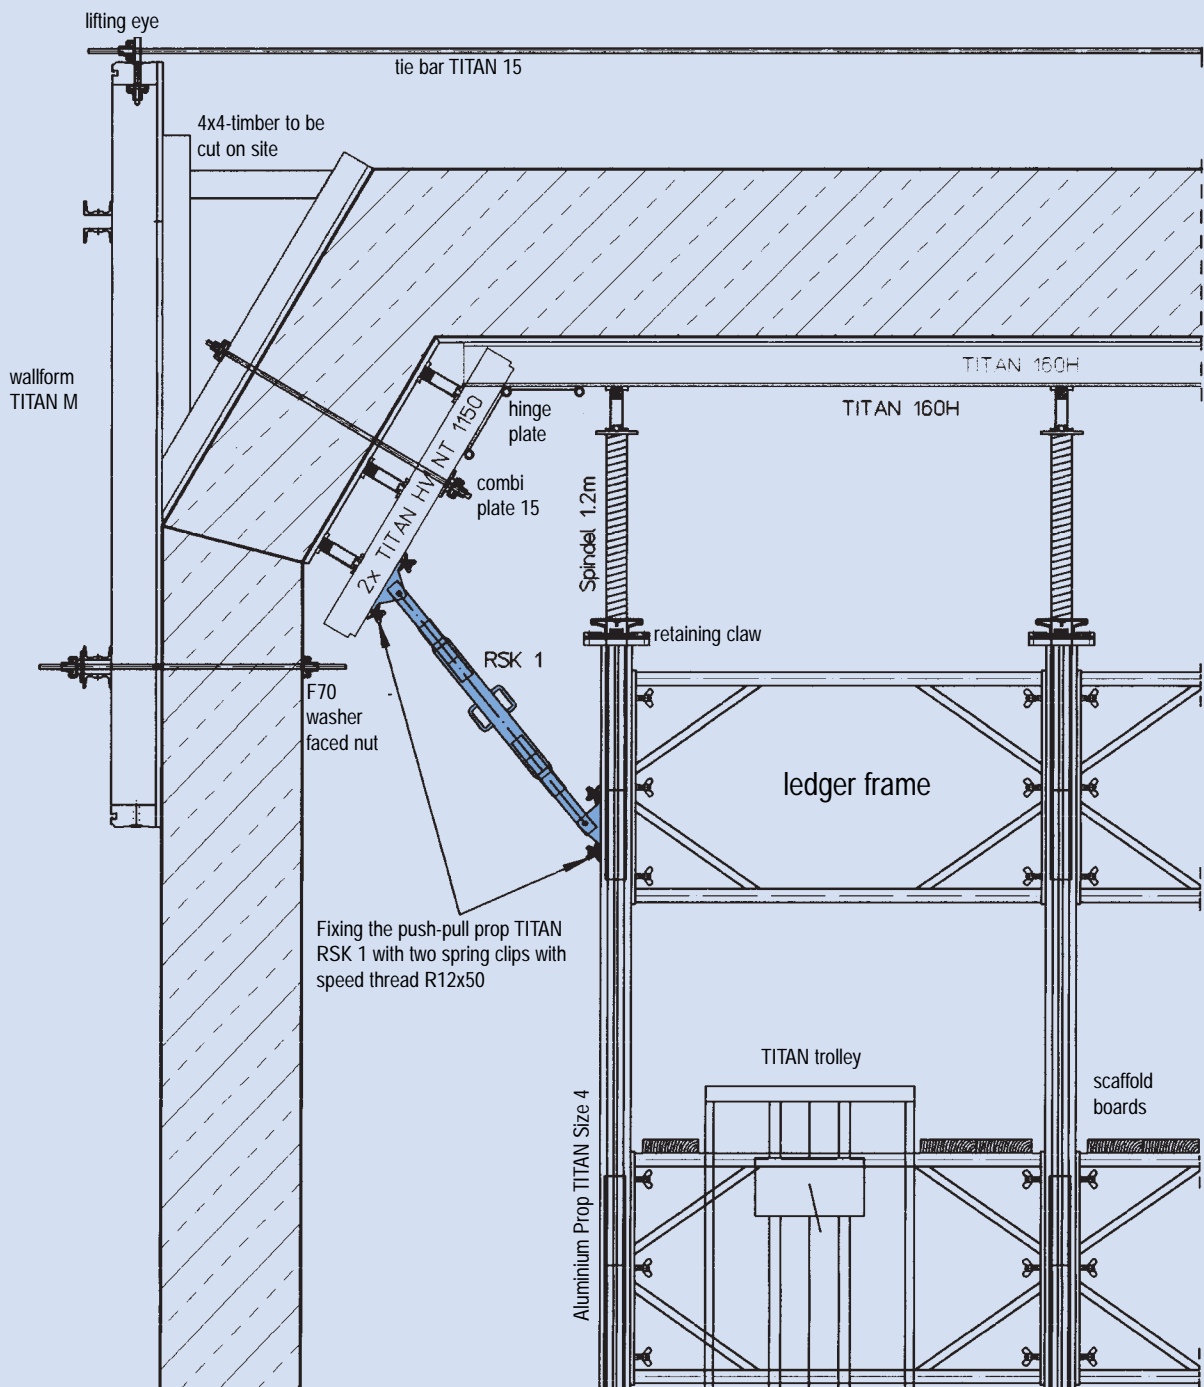 lifting eye
tie bar TITAN 15
4x4-timber to be
cut on site
wallform
TITAN M
TITAN 160H
TITAN 160H
hinge
plate
2x TITAN HV NT 1150
combi
plate 15
Spindel 1.2m
retaining claw
RSK 1
F70
washer
faced nut
ledger frame
Fixing the push-pull prop TITAN
RSK 1 with two spring clips with
speed thread R12x50
TITAN trolley
scaffold
boards
Aluminium Prop TITAN Size 4